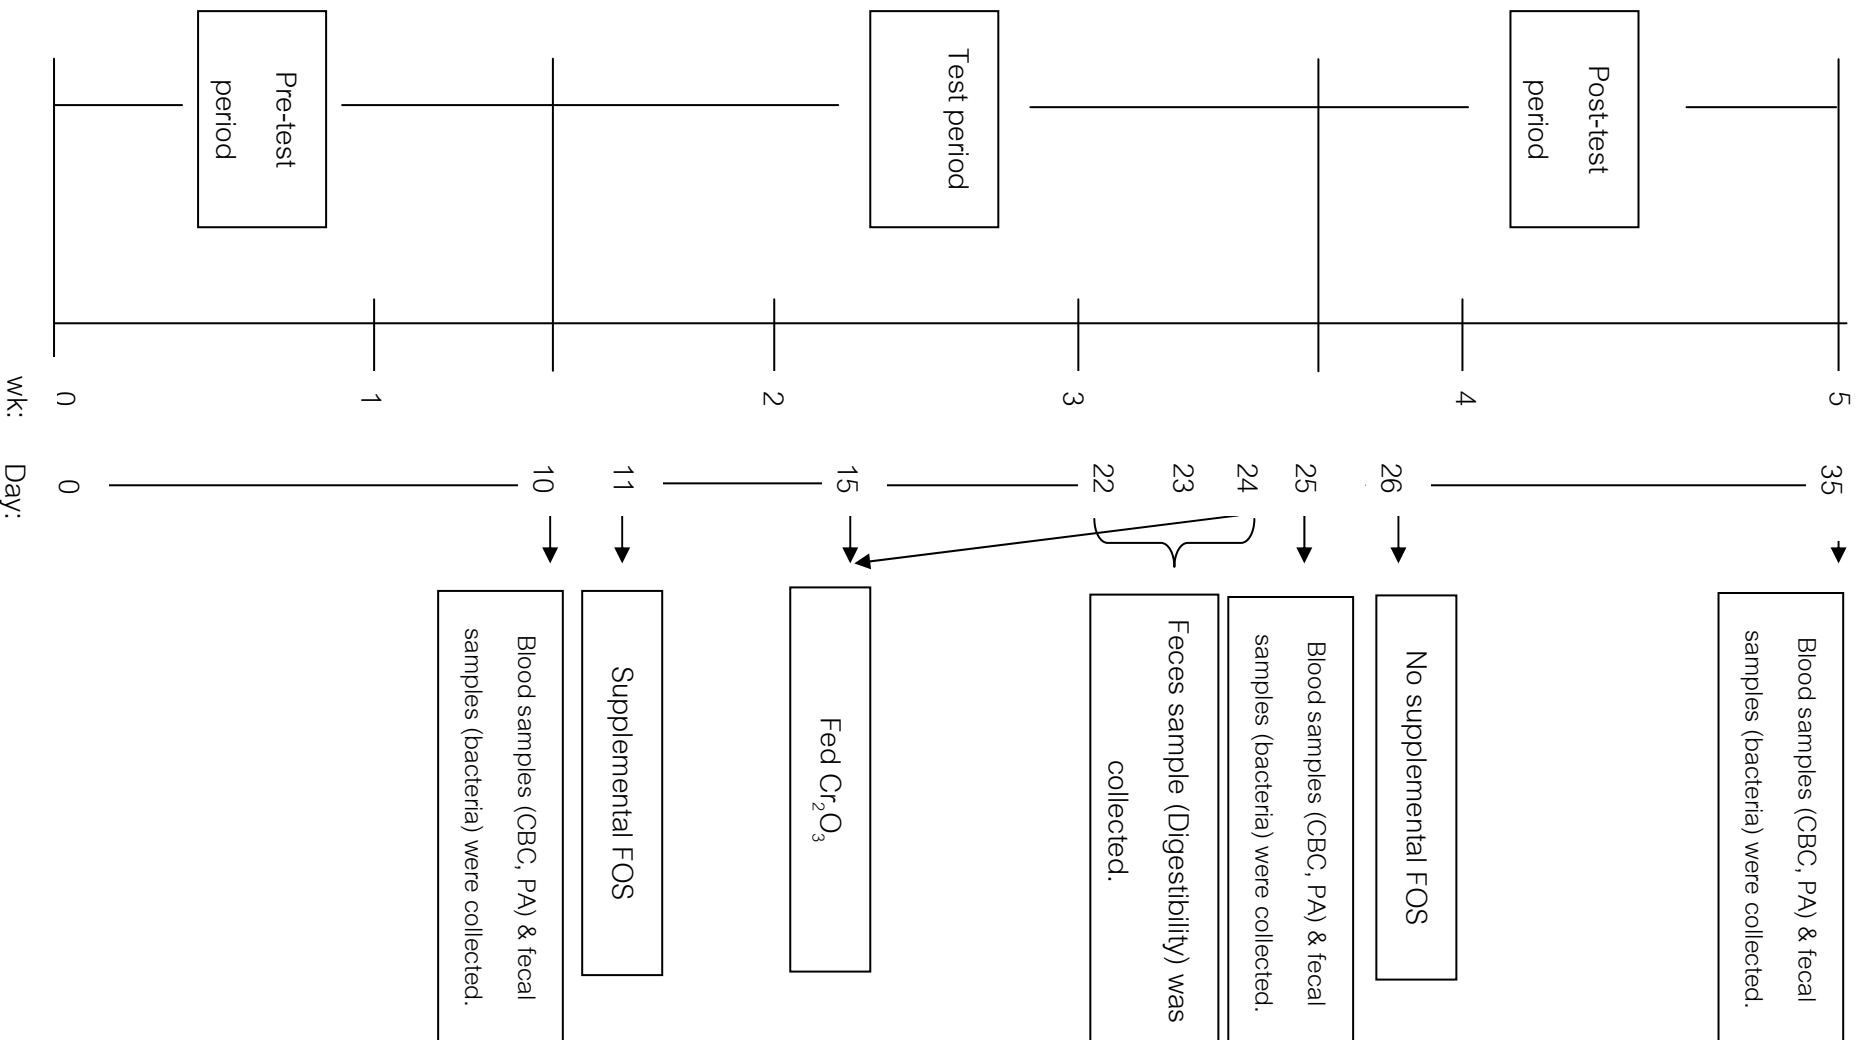 Pre-test
period
Test period
Post-test
period
wk: 0 1 2 3 4 5
Day: 0 10 11 15 22 23 24 25 26 35
Blood samples (CBC, PA) & fecal
samples (bacteria) were collected.
Supplemental FOS
Fed Cr₂O₃
Feces sample (Digestibility) was
collected.
Blood samples (CBC, PA) & fecal
samples (bacteria) were collected.
No supplemental FOS
Blood samples (CBC, PA) & fecal
samples (bacteria) were collected.